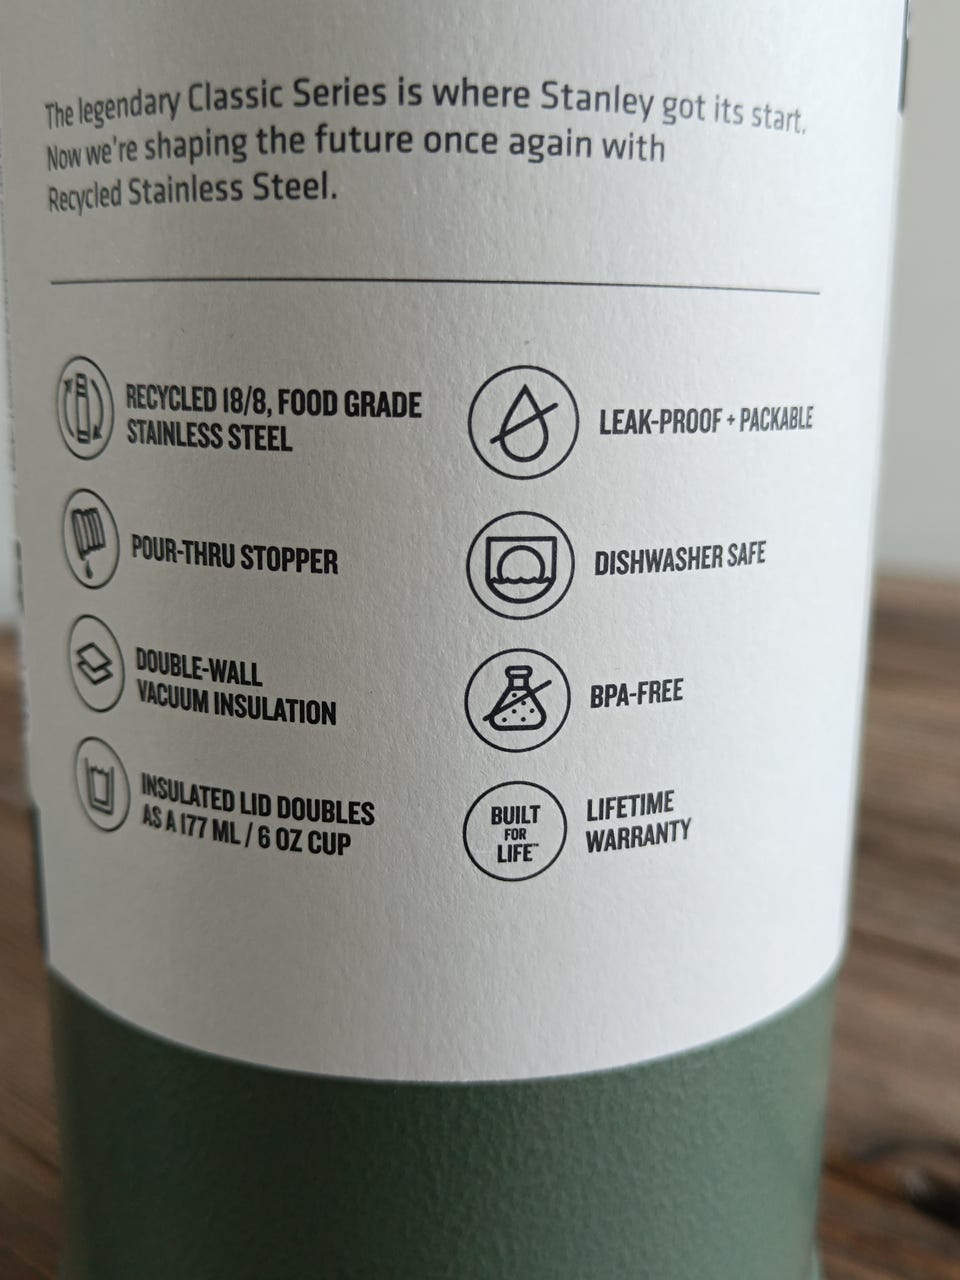 The legendary Classic Series is where Stanley got its start.
Now we're shaping the future once again with
Recycled Stainless Steel.
RECYCLED 18/8, FOOD GRADE
STAINLESS STEEL
POUR-THRU STOPPER
DOUBLE-WALL
VACUUM INSULATION
INSULATED LID DOUBLES
AS A 177 ML / 6 OZ CUP
LEAK-PROOF + PACKABLE
DISHWASHER SAFE
BPA-FREE
BUILT
FOR
LIFE™
LIFETIME
WARRANTY